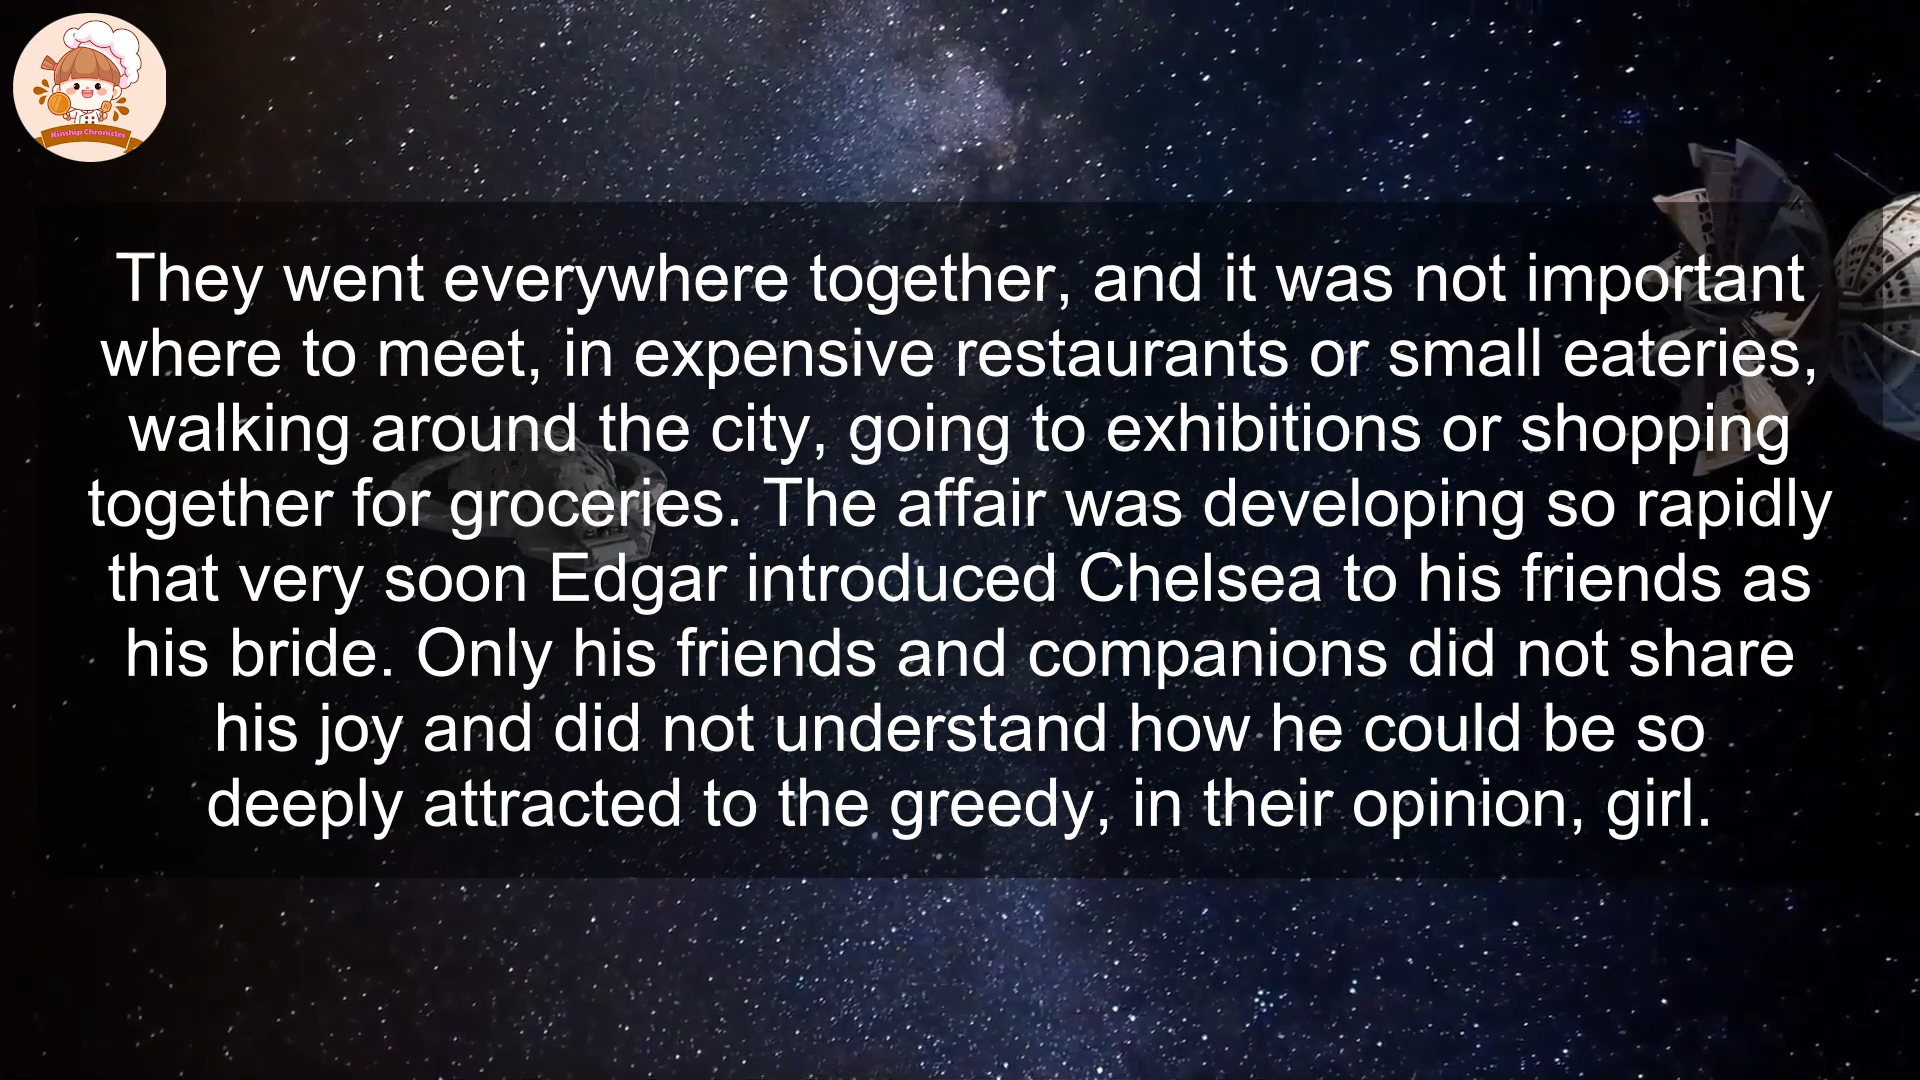 Kinship Chronicles
They went everywhere together, and it was not important
where to meet, in expensive restaurants or small eateries,
walking around the city, going to exhibitions or shopping
together for groceries. The affair was developing so rapidly
that very soon Edgar introduced Chelsea to his friends as
his bride. Only his friends and companions did not share
his joy and did not understand how he could be so
deeply attracted to the greedy, in their opinion, girl.